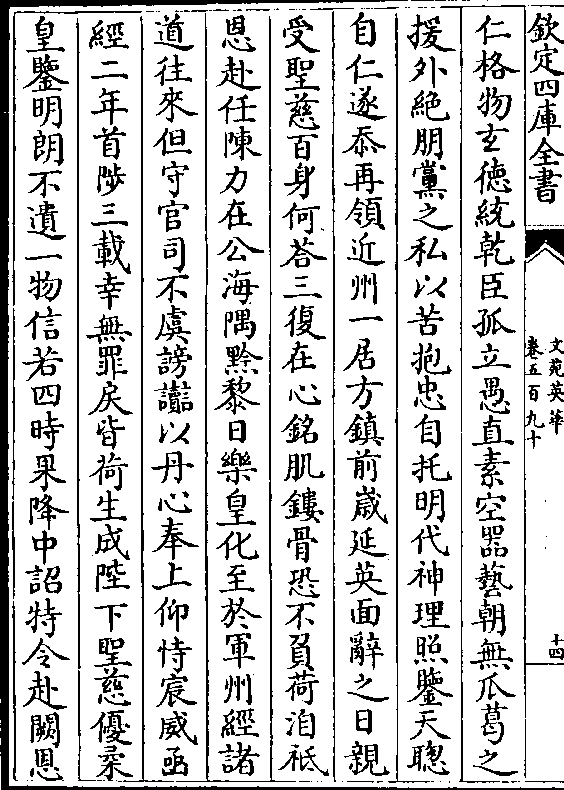 欽定四庫全書
文苑英華
卷五百九十
十四
仁格物玄徳統乾臣孤立愚直素空器藝朝無瓜葛之
援外絶朋黨之私以苦抱忠自托明代神理照鑒天聰
自仁遂忝再領近州一居方鎮前嵗延英面辭之日親
受聖慈百身何答三復在心銘肌鏤骨恐不負荷洎祗
恩赴任陳力在公海隅黔黎日樂皇化至於軍州經諸
道往來但守官司不虞謗讟以丹心奉上仰恃宸威亟
經二年首陟三載幸無罪戾皆荷生成陛下聖慈優柔
皇鑒明朗不遺一物信若四時果降中詔特令赴闕恩